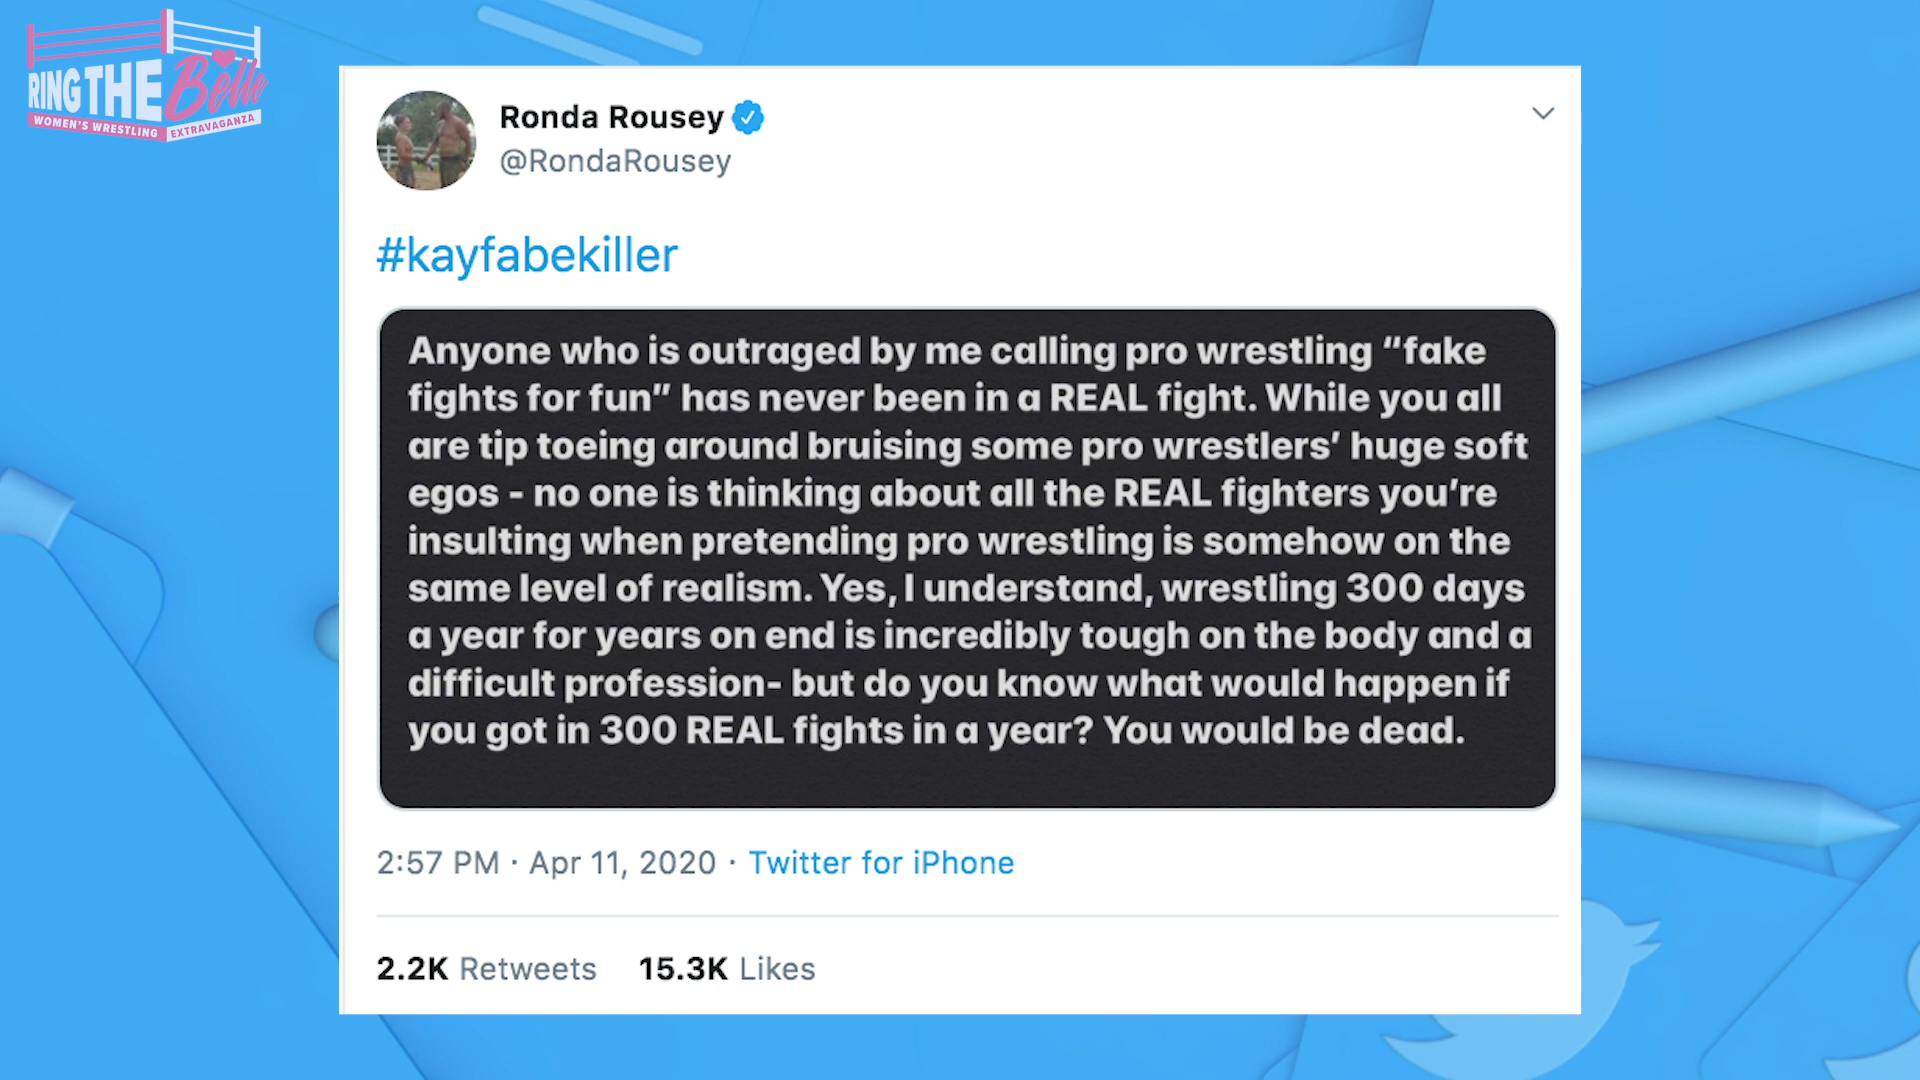 RING THE Belle
WOMEN'S WRESTLING EXTRAVAGANZA
Ronda Rousey
@RondaRousey
#kayfabekiller
Anyone who is outraged by me calling pro wrestling “fake
fights for fun” has never been in a REAL fight. While you all
are tip toeing around bruising some pro wrestlers’ huge soft
egos - no one is thinking about all the REAL fighters you’re
insulting when pretending pro wrestling is somehow on the
same level of realism. Yes, I understand, wrestling 300 days
a year for years on end is incredibly tough on the body and a
difficult profession- but do you know what would happen if
you got in 300 REAL fights in a year? You would be dead.
2:57 PM · Apr 11, 2020 · Twitter for iPhone
2.2K Retweets 15.3K Likes